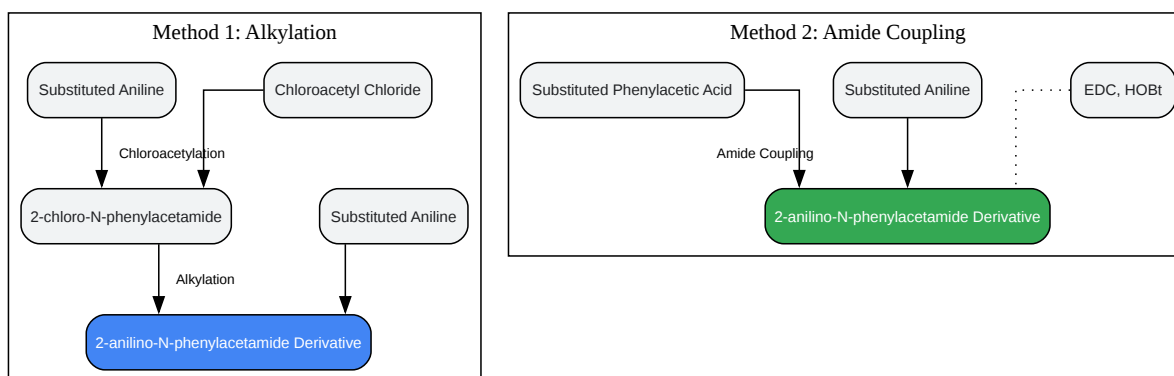 Method 1: Alkylation
Substituted Aniline
Chloroacetyl Chloride
Chloroacetylation
2-chloro-N-phenylacetamide
Substituted Aniline
Alkylation
2-anilino-N-phenylacetamide Derivative
Method 2: Amide Coupling
Substituted Phenylacetic Acid
Substituted Aniline
EDC, HOBt
Amide Coupling
2-anilino-N-phenylacetamide Derivative